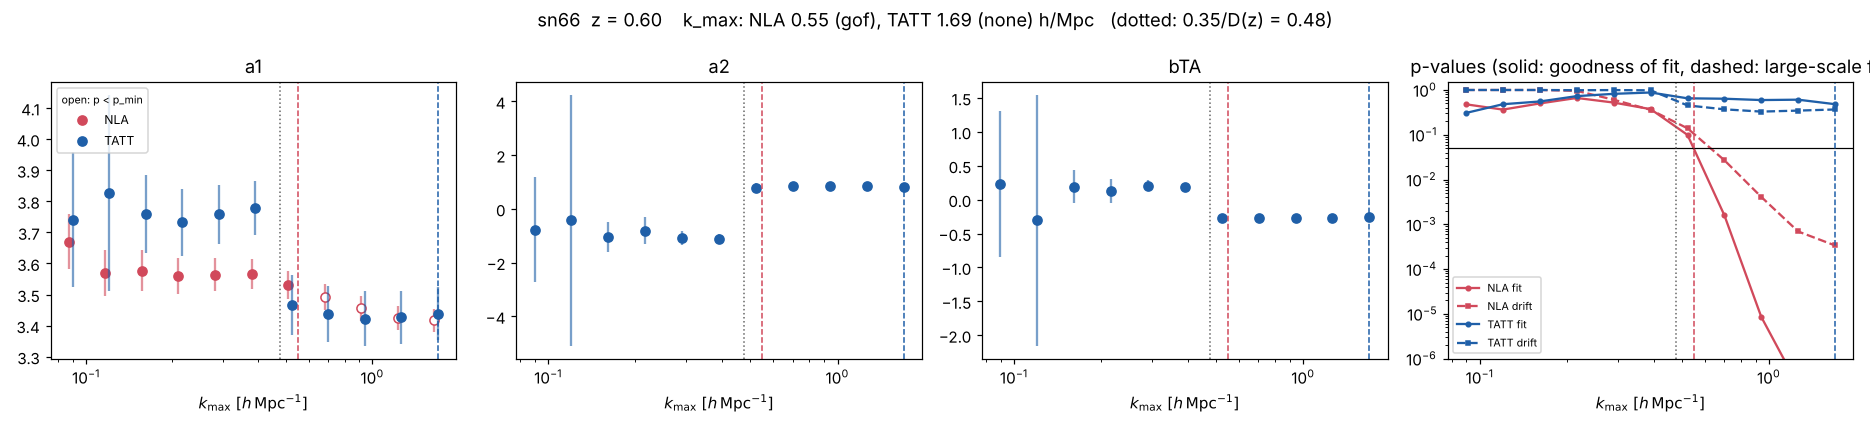 sn66 z = 0.60 k_max: NLA 0.55 (gof), TATT 1.69 (none) h/Mpc (dotted: 0.35/D(z) = 0.48)
a1
open: p < p_min
NLA
TATT
4.1
4.0
3.9
3.8
3.7
3.6
3.5
3.4
3.3
10⁻¹
10⁰
k_max [h Mpc⁻¹]
a2
4
2
0
−2
−4
10⁻¹
10⁰
k_max [h Mpc⁻¹]
bTA
1.5
1.0
0.5
0.0
−0.5
−1.0
−1.5
−2.0
10⁻¹
10⁰
k_max [h Mpc⁻¹]
p-values (solid: goodness of fit, dashed: large-scale
10⁰
10⁻¹
10⁻²
10⁻³
10⁻⁴
10⁻⁵
10⁻⁶
NLA fit
NLA drift
TATT fit
TATT drift
10⁻¹
10⁰
k_max [h Mpc⁻¹]